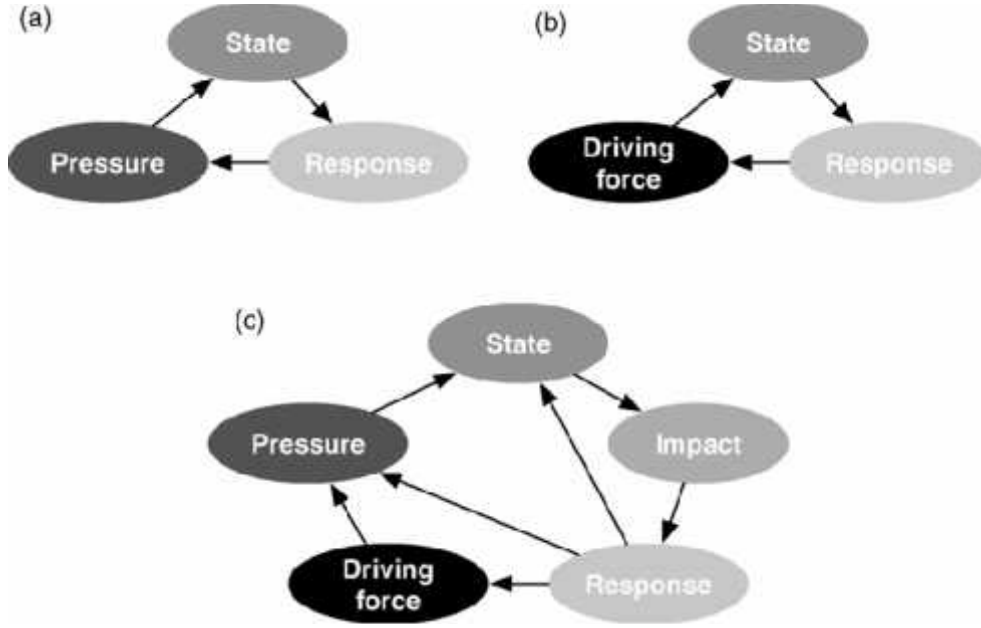 (a)
State
Pressure
Response
(b)
State
Driving
force
Response
(c)
State
Pressure
Impact
Driving
force
Response